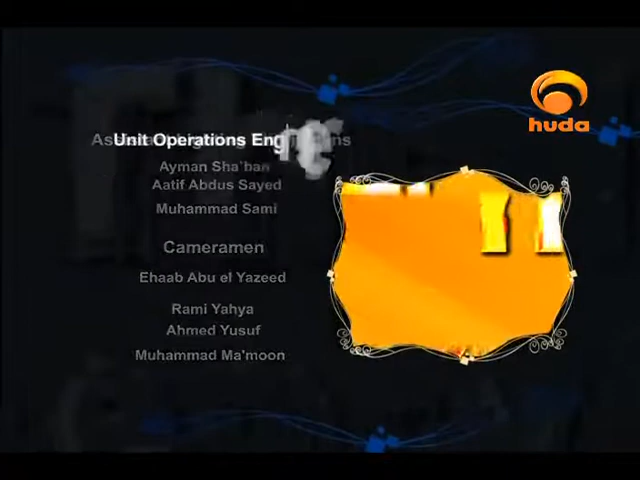 huda
Unit Operations Eng
Ayman Sha'ban
Aatif Abdus Sayed
Muhammad Sami
Cameramen
Ehaab Abu el Yazeed
Rami Yahya
Ahmed Yusuf
Muhammad Ma'moon